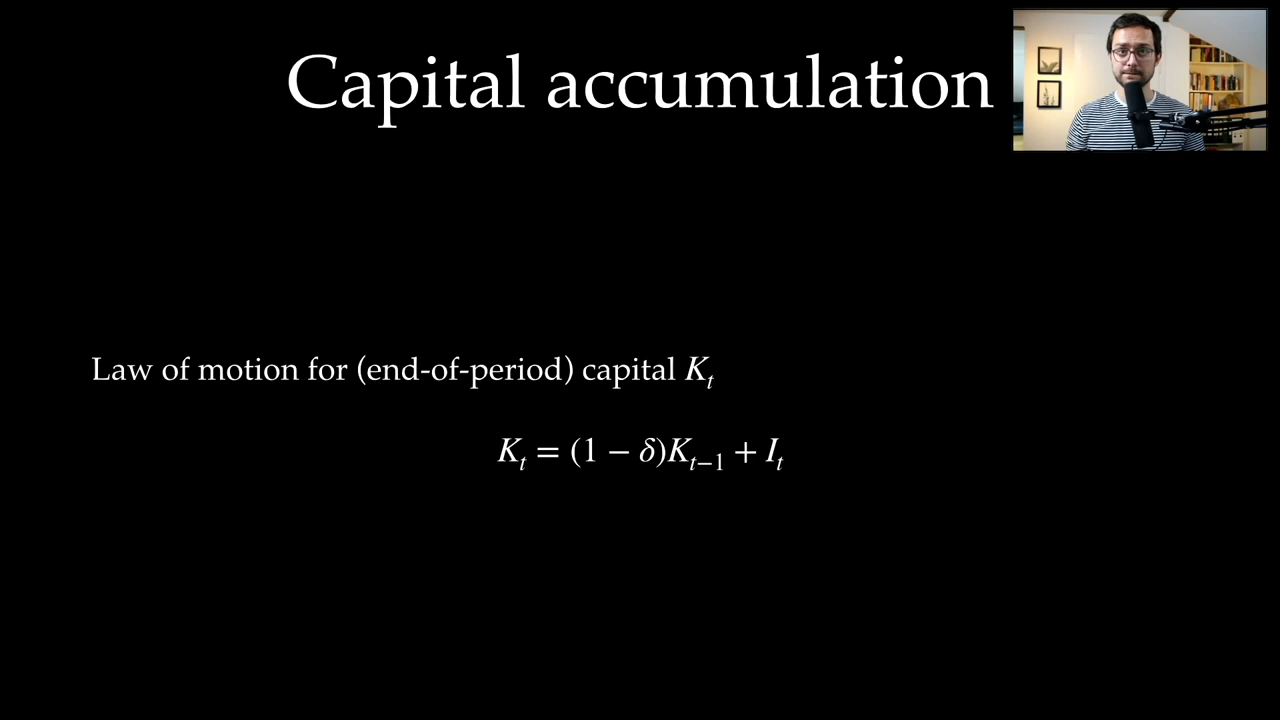 Capital accumulation
Law of motion for (end-of-period) capital Kₜ
Kₜ = (1 − δ)Kₜ₋₁ + Iₜ